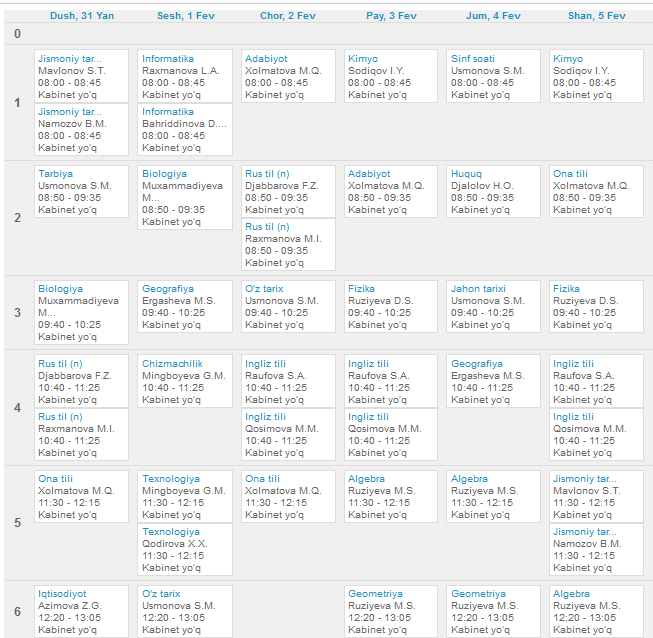 Dush, 31 Yan
Sesh, 1 Fev
Chor, 2 Fev
Pay, 3 Fev
Jum, 4 Fev
Shan, 5 Fev
0
1
Jismoniy tar...
Mavlonov S.T.
08:00 - 08:45
Kabinet yo'q
Jismoniy tar...
Namozov B.M.
08:00 - 08:45
Kabinet yo'q
Informatika
Raxmanova L.A.
08:00 - 08:45
Kabinet yo'q
Informatika
Bahriddinova D....
08:00 - 08:45
Kabinet yo'q
Adabiyot
Xolmatova M.Q.
08:00 - 08:45
Kabinet yo'q
Kimyo
Sodiqov I.Y.
08:00 - 08:45
Kabinet yo'q
Sinf soati
Usmonova S.M.
08:00 - 08:45
Kabinet yo'q
Kimyo
Sodiqov I.Y.
08:00 - 08:45
Kabinet yo'q
2
Tarbiya
Usmonova S.M.
08:50 - 09:35
Kabinet yo'q
Biologiya
Muxammadiyeva
M...
08:50 - 09:35
Kabinet yo'q
Rus til (n)
Djabbarova F.Z.
08:50 - 09:35
Kabinet yo'q
Rus til (n)
Raxmanova M.I.
08:50 - 09:35
Kabinet yo'q
Adabiyot
Xolmatova M.Q.
08:50 - 09:35
Kabinet yo'q
Huquq
Djalolov H.O.
08:50 - 09:35
Kabinet yo'q
Ona tili
Xolmatova M.Q.
08:50 - 09:35
Kabinet yo'q
3
Biologiya
Muxammadiyeva
M...
09:40 - 10:25
Kabinet yo'q
Geografiya
Ergasheva M.S.
09:40 - 10:25
Kabinet yo'q
O'z tarix
Usmonova S.M.
09:40 - 10:25
Kabinet yo'q
Fizika
Ruziyeva D.S.
09:40 - 10:25
Kabinet yo'q
Jahon tarixi
Usmonova S.M.
09:40 - 10:25
Kabinet yo'q
Fizika
Ruziyeva D.S.
09:40 - 10:25
Kabinet yo'q
4
Rus til (n)
Djabbarova F.Z.
10:40 - 11:25
Kabinet yo'q
Rus til (n)
Raxmanova M.I.
10:40 - 11:25
Kabinet yo'q
Chizmachilik
Mingboyeva G.M.
10:40 - 11:25
Kabinet yo'q
Ingliz tili
Raufova S.A.
10:40 - 11:25
Kabinet yo'q
Ingliz tili
Qosimova M.M.
10:40 - 11:25
Kabinet yo'q
Ingliz tili
Raufova S.A.
10:40 - 11:25
Kabinet yo'q
Ingliz tili
Qosimova M.M.
10:40 - 11:25
Kabinet yo'q
Geografiya
Ergasheva M.S.
10:40 - 11:25
Kabinet yo'q
Ingliz tili
Raufova S.A.
10:40 - 11:25
Kabinet yo'q
Ingliz tili
Qosimova M.M.
10:40 - 11:25
Kabinet yo'q
5
Ona tili
Xolmatova M.Q.
11:30 - 12:15
Kabinet yo'q
Texnologiya
Mingboyeva G.M.
11:30 - 12:15
Kabinet yo'q
Texnologiya
Qodirova X.X.
11:30 - 12:15
Kabinet yo'q
Ona tili
Xolmatova M.Q.
11:30 - 12:15
Kabinet yo'q
Algebra
Ruziyeva M.S.
11:30 - 12:15
Kabinet yo'q
Algebra
Ruziyeva M.S.
11:30 - 12:15
Kabinet yo'q
Jismoniy tar...
Mavlonov S.T.
11:30 - 12:15
Kabinet yo'q
Jismoniy tar...
Namozov B.M.
11:30 - 12:15
Kabinet yo'q
6
Iqtisodiyot
Azimova Z.G.
12:20 - 13:05
Kabinet yo'q
O'z tarix
Usmonova S.M.
12:20 - 13:05
Kabinet yo'q
Geometriya
Ruziyeva M.S.
12:20 - 13:05
Kabinet yo'q
Geometriya
Ruziyeva M.S.
12:20 - 13:05
Kabinet yo'q
Algebra
Ruziyeva M.S.
12:20 - 13:05
Kabinet yo'q